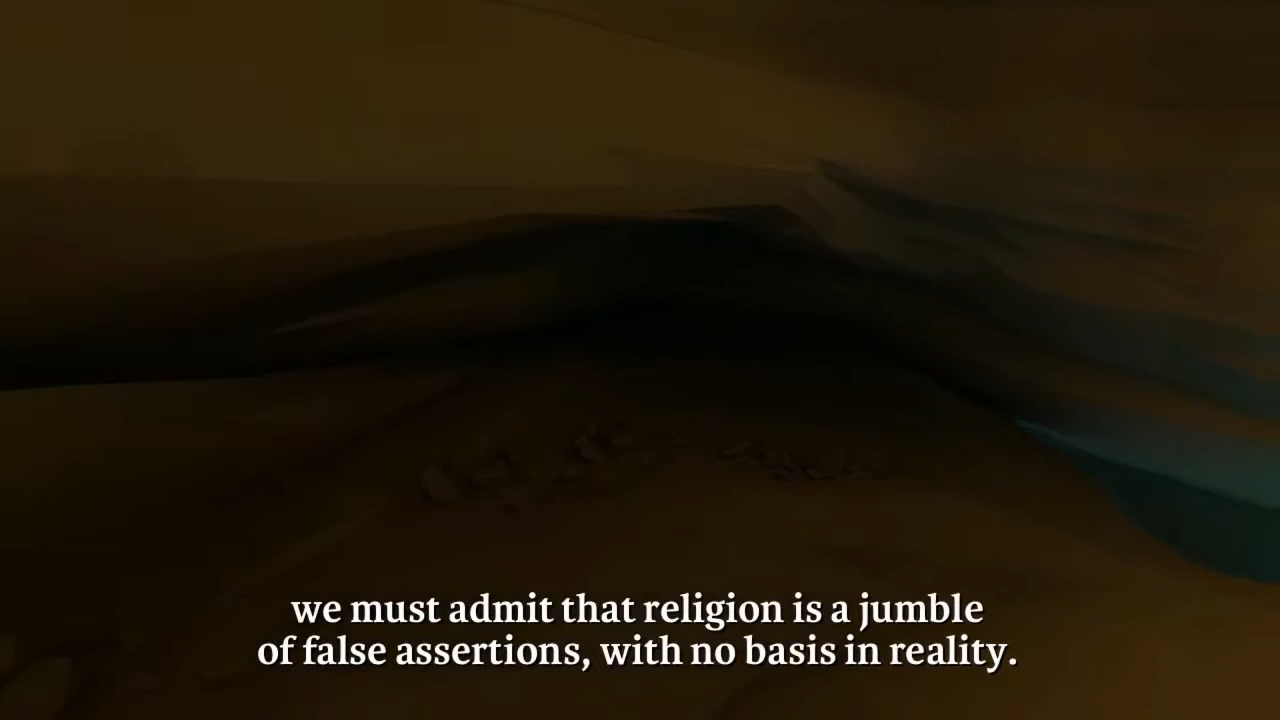 we must admit that religion is a jumble
of false assertions, with no basis in reality.